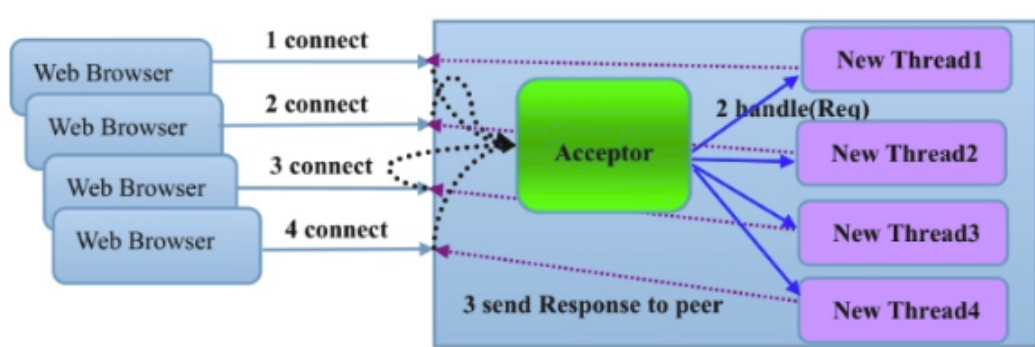 1 connect
Web Browser
New Thread1
2 connect
2 handle(Req)
Web Browser
Acceptor
New Thread2
3 connect
Web Browser
4 connect
New Thread3
Web Browser
3 send Response to peer
New Thread4